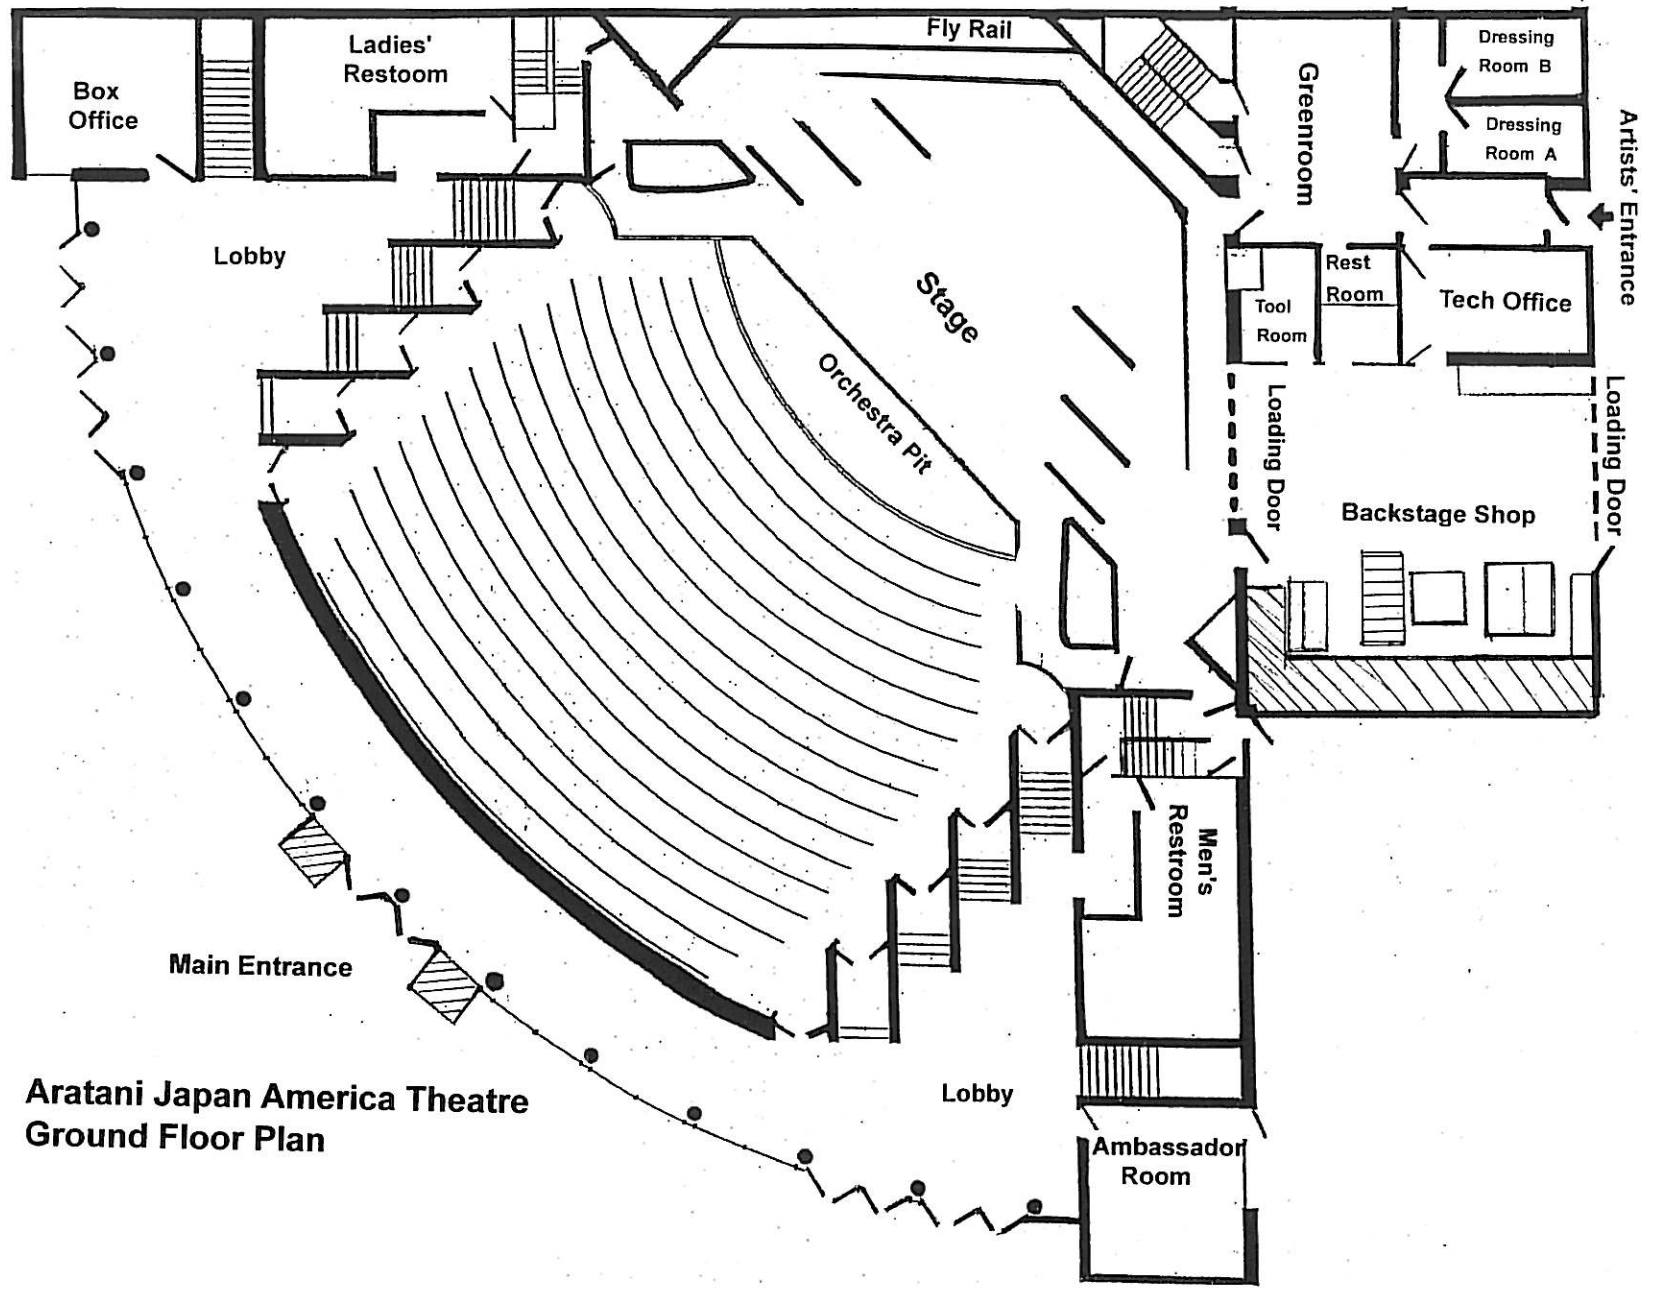 Fly Rail
Ladies'
Restoom
Box
Office
Dressing
Room B
Dressing
Room A
Greenroom
Artists' Entrance
Lobby
Stage
Rest
Room
Tool
Room
Tech Office
Orchestra Pit
Loading Door
Loading Door
Backstage Shop
Men's
Restroom
Main Entrance
Aratani Japan America Theatre
Ground Floor Plan
Lobby
Ambassador
Room